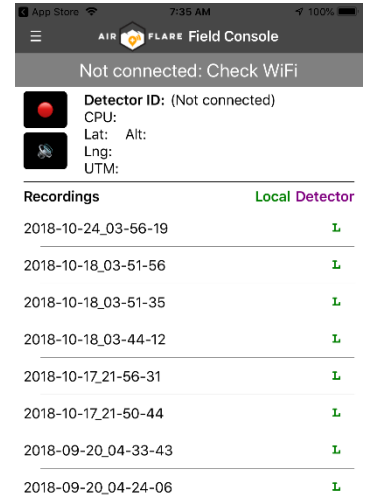 App Store 7:35 AM 100%
AIR FLARE Field Console
Not connected: Check WiFi
Detector ID: (Not connected)
CPU:
Lat: Alt:
Lng:
UTM:
Recordings Local Detector
2018-10-24_03-56-19 L
2018-10-18_03-51-56 L
2018-10-18_03-51-35 L
2018-10-18_03-44-12 L
2018-10-17_21-56-31 L
2018-10-17_21-50-44 L
2018-09-20_04-33-43 L
2018-09-20_04-24-06 L